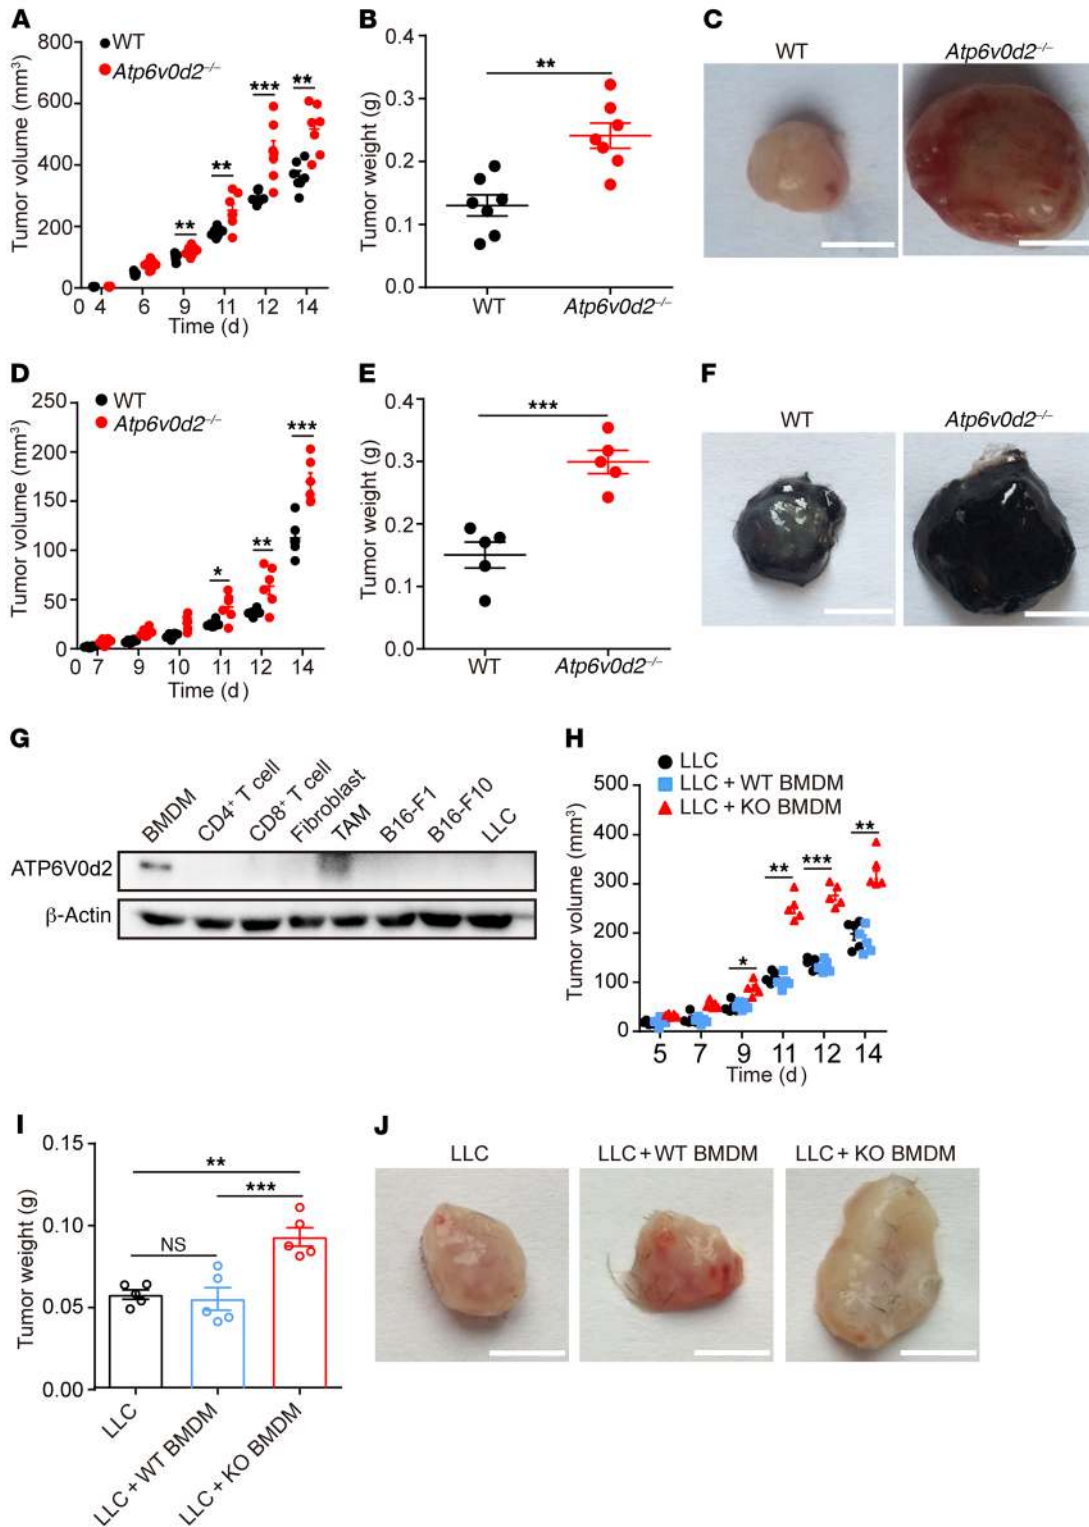 A
WT
Atp6v0d2–/–
Tumor volume (mm3)
800
600
400
200
0
** *** ** ** **
0 4 6 9 11 12 14
Time (d)
B
Tumor weight (g)
0.4
0.3
0.2
0.1
0.0
**
WT Atp6v0d2–/–
C
WT Atp6v0d2–/–
D
WT
Atp6v0d2–/–
Tumor volume (mm3)
250
200
150
100
50
0
* ** ***
0 7 9 10 11 12 14
Time (d)
E
Tumor weight (g)
0.4
0.3
0.2
0.1
0.0
***
WT Atp6v0d2–/–
F
WT Atp6v0d2–/–
G
BMDM
CD4+ T cell
CD8+ T cell
Fibroblast
TAM
B16-F1
B16-F10
LLC
ATP6V0d2
β-Actin
H
LLC
LLC + WT BMDM
LLC + KO BMDM
Tumor volume (mm3)
500
400
300
200
100
0
* ** *** **
5 7 9 11 12 14
Time (d)
I
Tumor weight (g)
0.15
0.10
0.05
0.00
**
***
NS
LLC
LLC + WT BMDM
LLC + KO BMDM
J
LLC LLC + WT BMDM LLC + KO BMDM